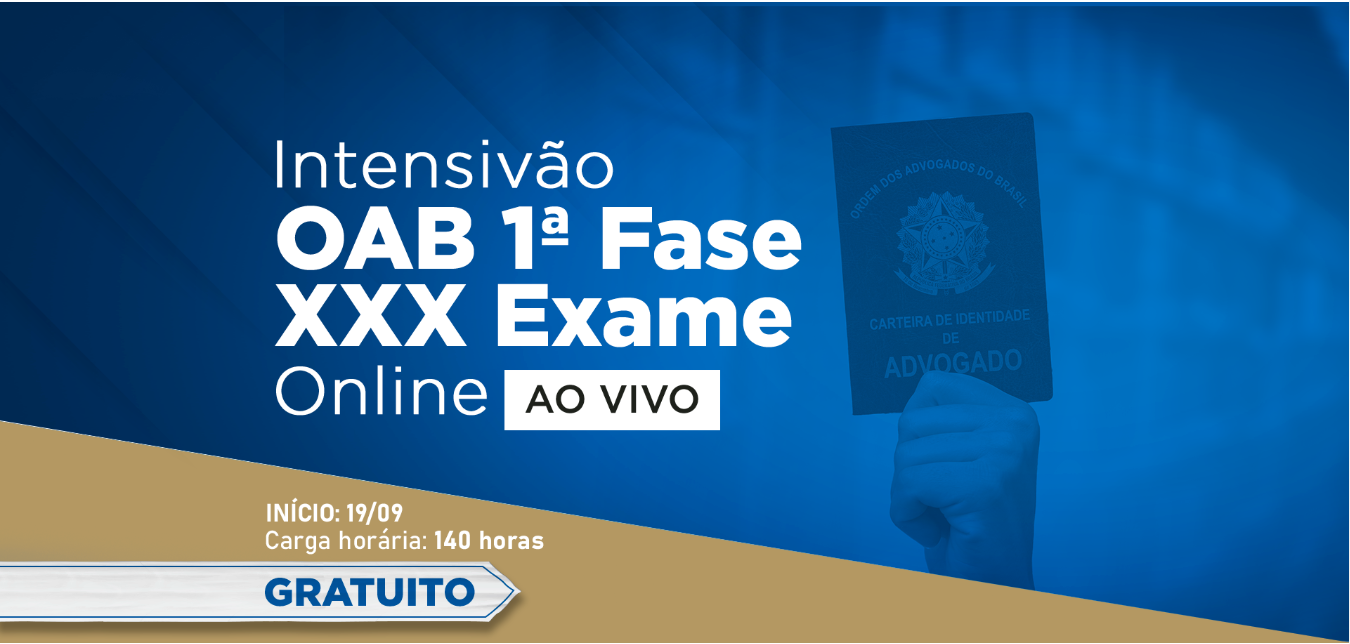 Intensivão
OAB 1ª Fase
XXX Exame
Online AO VIVO
ORDEM DOS ADVOGADOS DO BRASIL
CARTEIRA DE IDENTIDADE
DE
ADVOGADO
INÍCIO: 19/09
Carga horária: 140 horas
GRATUITO